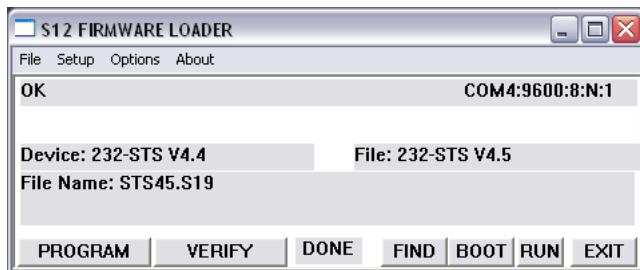 S12 FIRMWARE LOADER
File Setup Options About
OK COM4:9600:8:N:1
Device: 232-STS V4.4 File: 232-STS V4.5
File Name: STS45.S19
PROGRAM VERIFY DONE FIND BOOT RUN EXIT